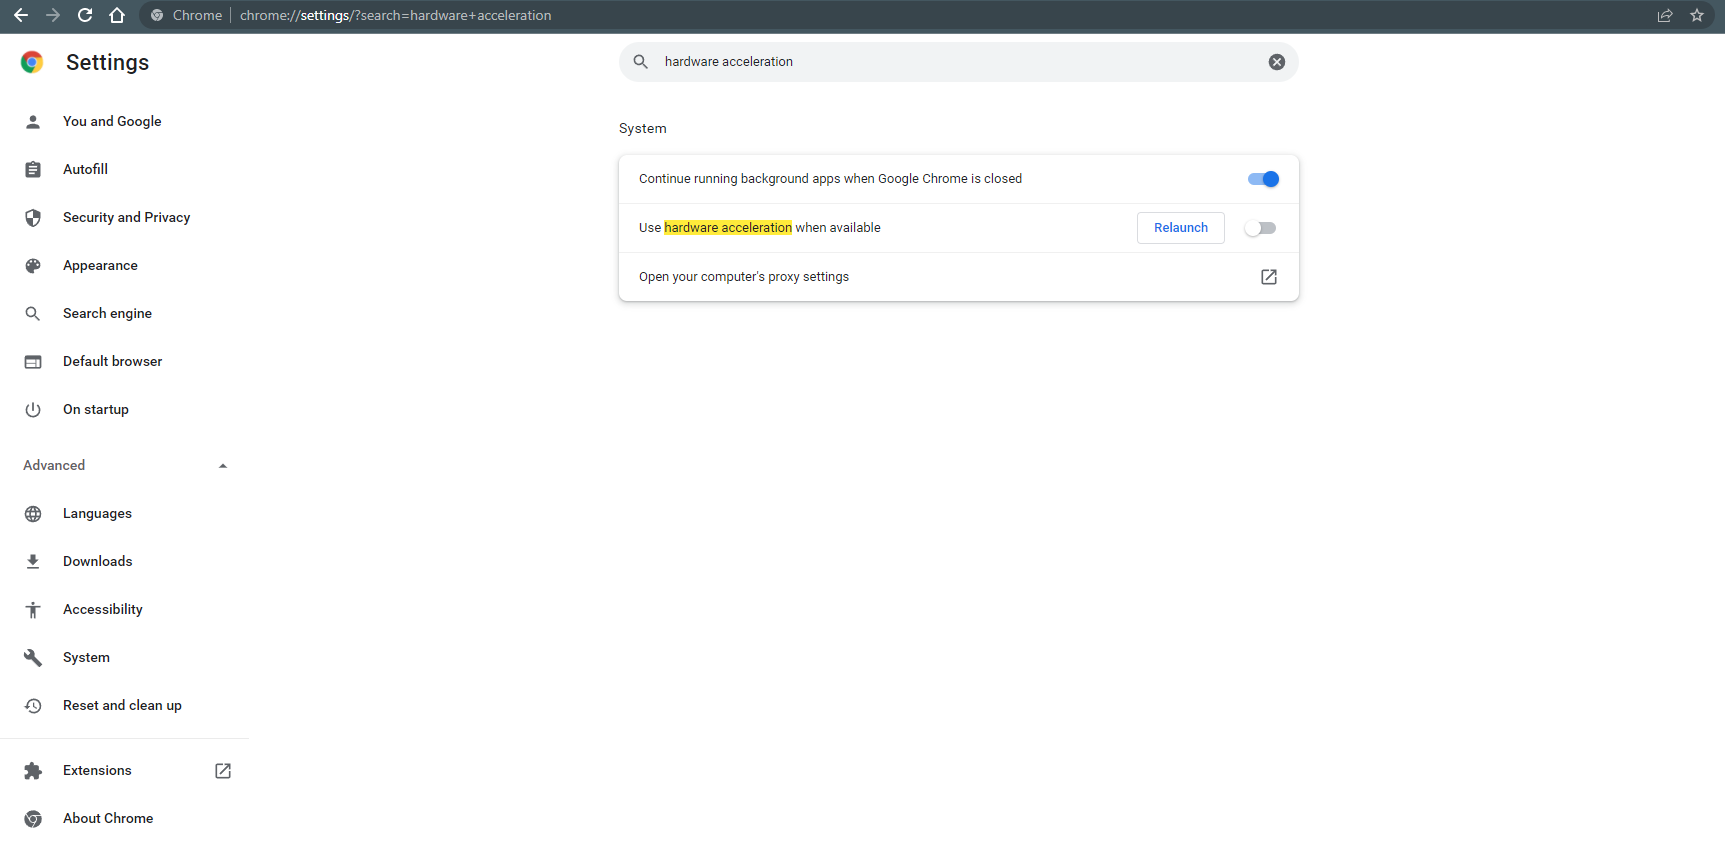 Chrome | chrome://settings/?search=hardware+acceleration
Settings
hardware acceleration
You and Google
Autofill
Security and Privacy
Appearance
Search engine
Default browser
On startup
Advanced
Languages
Downloads
Accessibility
System
Reset and clean up
Extensions
About Chrome
System
Continue running background apps when Google Chrome is closed
Use hardware acceleration when available Relaunch
Open your computer's proxy settings